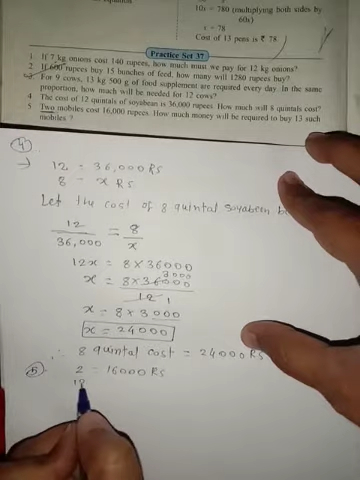 10x = 780 (multiplying both sides by
60x)
x = 78
Cost of 13 pens is ₹ 78.
Practice Set 37
1. If 7 kg onions cost 140 rupees, how much must we pay for 12 kg onions?
2. If 600 rupees buy 15 bunches of feed, how many will 1280 rupees buy?
3. For 9 cows, 13 kg 500 g of food supplement are required every day. In the same
proportion, how much will be needed for 12 cows?
4. The cost of 12 quintals of soyabean is 36,000 rupees. How much will 8 quintals cost?
5. Two mobiles cost 16,000 rupees. How much money will be required to buy 13 such
mobiles ?
4
→ 12 = 36,000 RS
8 = x RS
Let the cost of 8 quintal Soyabeen be
12/36,000 = 8/x
12x = 8 × 36000
x = 8 × 36000 / 12
3000
1
x = 8 × 3000
x = 24000
∴ 8 quintal cost = 24000 RS
5 2 = 16000 RS